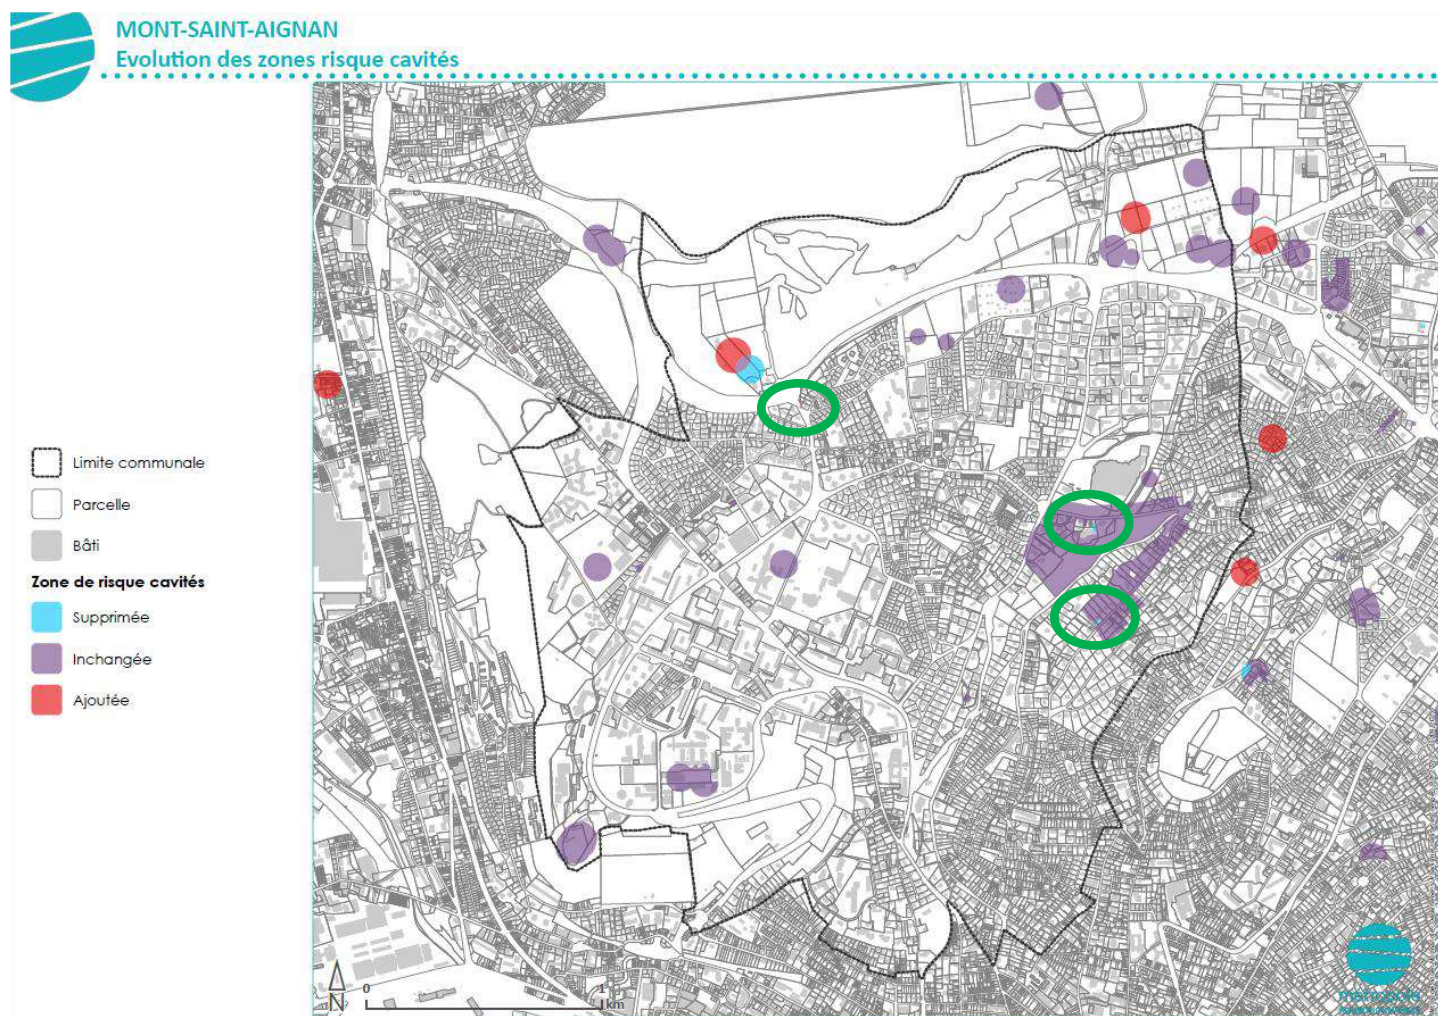 MONT-SAINT-AIGNAN
Evolution des zones risque cavités
Limite communale
Parcelle
Bâti
Zone de risque cavités
Supprimée
Inchangée
Ajoutée
N
0
1
km
métropole